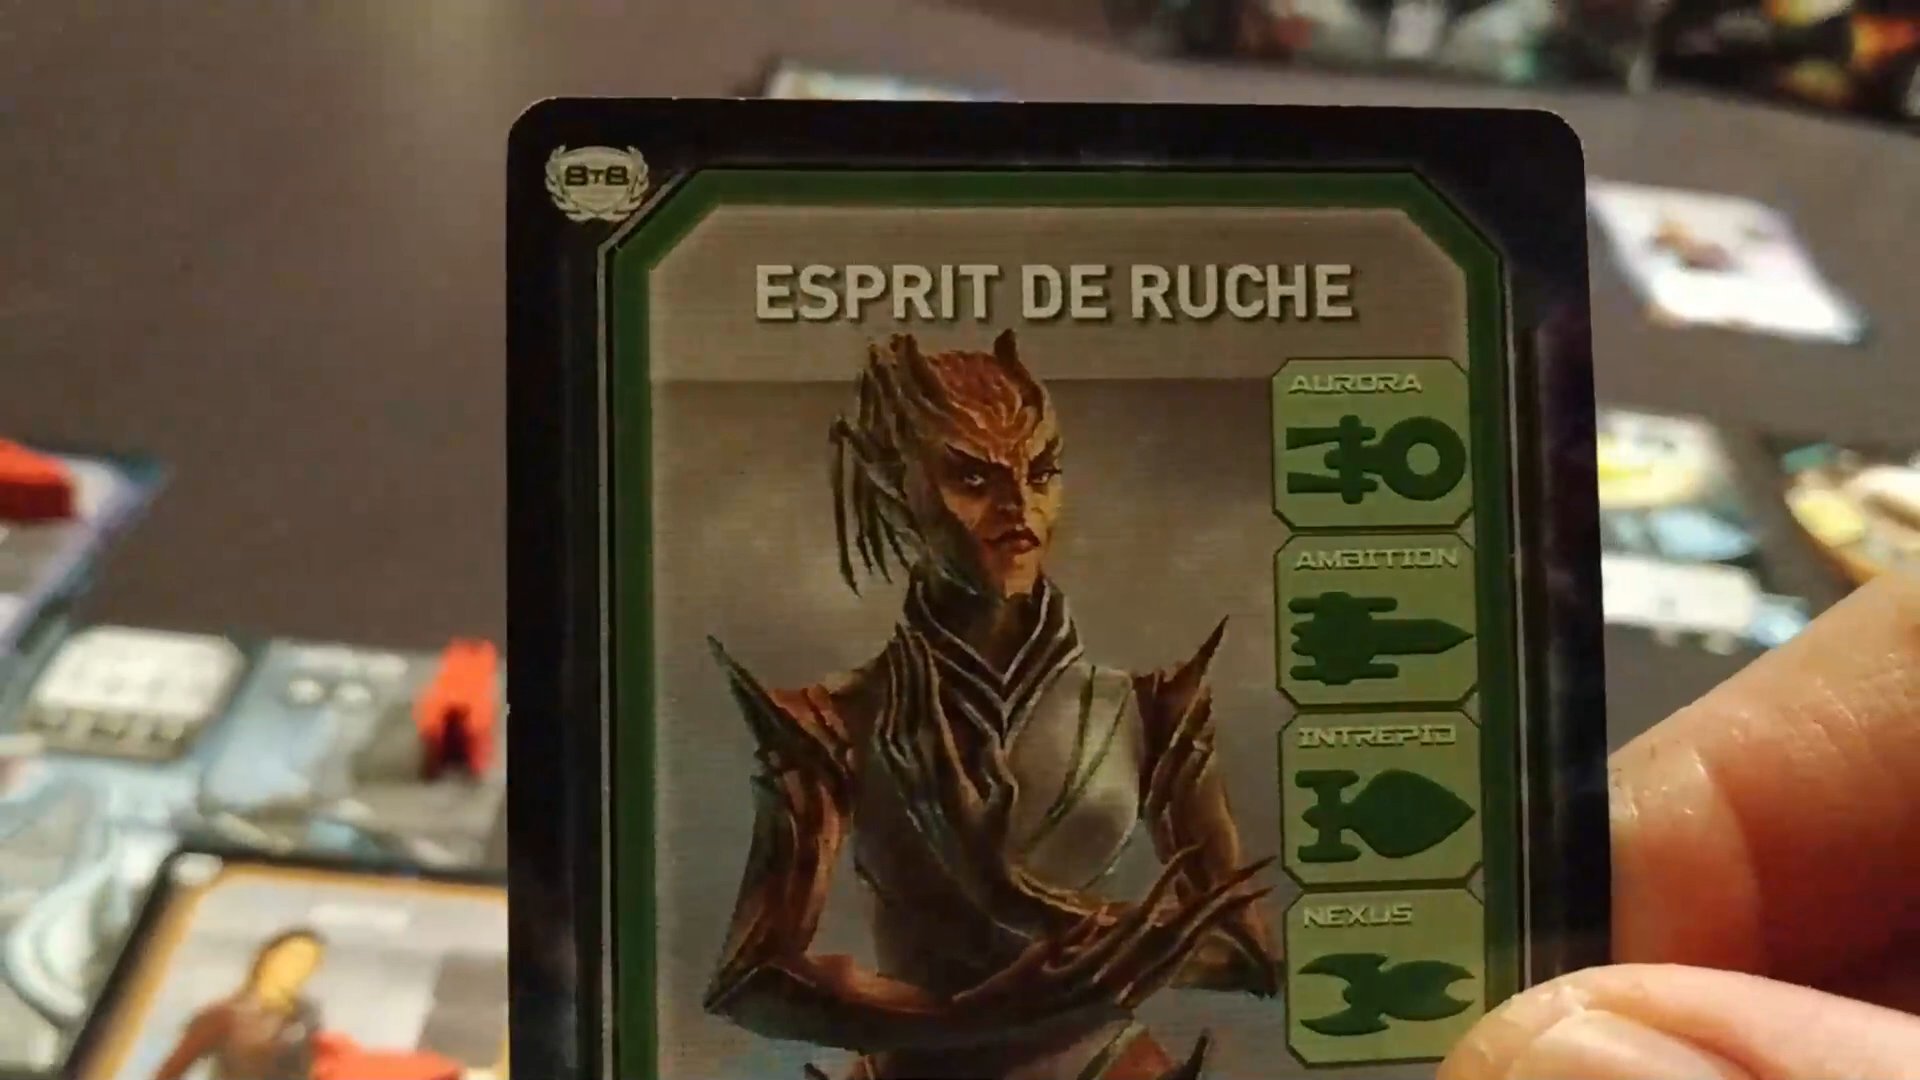 BTB
ESPRIT DE RUCHE
AURORA
AMBITION
INTREPID
NEXUS